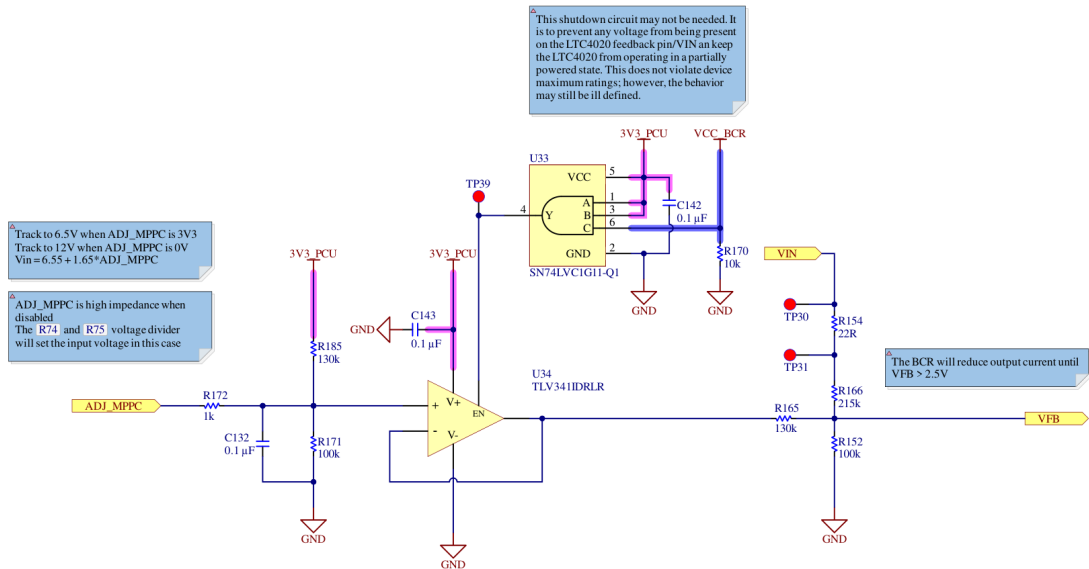 This shutdown circuit may not be needed. It
is to prevent any voltage from being present
on the LTC4020 feedback pin/VIN an keep
the LTC4020 from operating in a partially
powered state. This does not violate device
maximum ratings; however, the behavior
may still be ill defined.
3V3_PCU
VCC_BCR
U33
TP39
VCC
5
4
Y
A
1
B
3
C
6
C142
0.1 µF
GND
2
SN74LVC1G11-Q1
R170
10k
GND
GND
Track to 6.5V when ADJ_MPPC is 3V3
Track to 12V when ADJ_MPPC is 0V
Vin = 6.55 + 1.65*ADJ_MPPC
ADJ_MPPC is high impedance when
disabled
The R74 and R75 voltage divider
will set the input voltage in this case
3V3_PCU
3V3_PCU
VIN
TP30
R154
22R
TP31
C143
GND
0.1 µF
R185
130k
The BCR will reduce output current until
VFB > 2.5V
U34
TLV341IDRLR
R166
215k
ADJ_MPPC
R172
1k
+
V+
EN
-
V-
R165
130k
VFB
C132
0.1 µF
R171
100k
R152
100k
GND
GND
GND